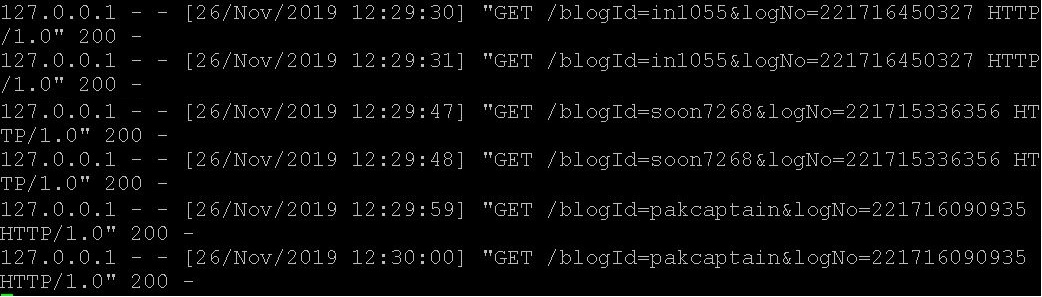 127.0.0.1 - - [26/Nov/2019 12:29:30] "GET /blogId=in1055&logNo=221716450327 HTTP
/1.0" 200 -
127.0.0.1 - - [26/Nov/2019 12:29:31] "GET /blogId=in1055&logNo=221716450327 HTTP
/1.0" 200 -
127.0.0.1 - - [26/Nov/2019 12:29:47] "GET /blogId=soon7268&logNo=221715336356 HT
TP/1.0" 200 -
127.0.0.1 - - [26/Nov/2019 12:29:48] "GET /blogId=soon7268&logNo=221715336356 HT
TP/1.0" 200 -
127.0.0.1 - - [26/Nov/2019 12:29:59] "GET /blogId=pakcaptain&logNo=221716090935
HTTP/1.0" 200 -
127.0.0.1 - - [26/Nov/2019 12:30:00] "GET /blogId=pakcaptain&logNo=221716090935
HTTP/1.0" 200 -